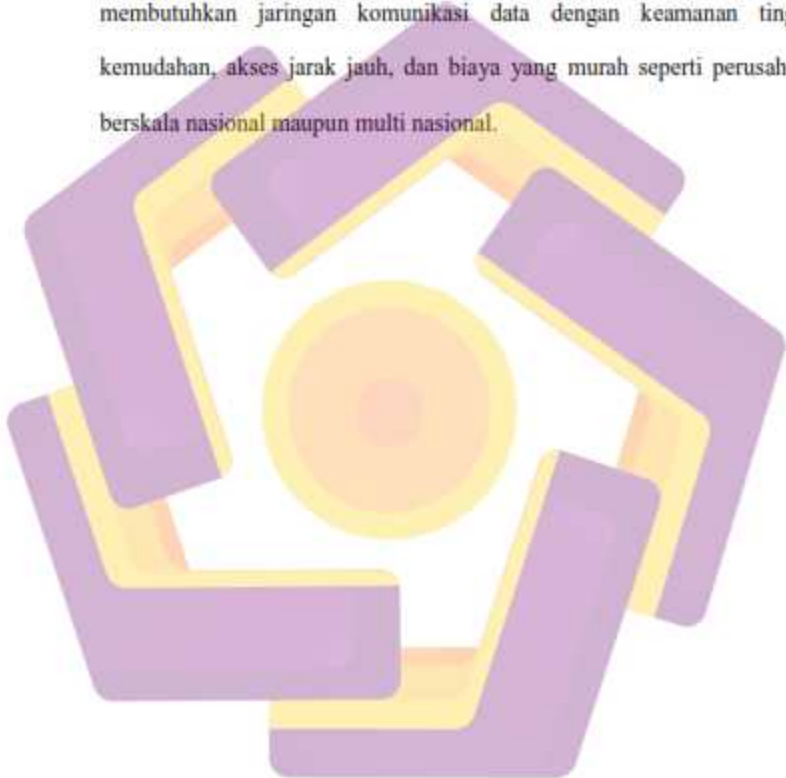 membutuhkan jaringan komunikasi data dengan keamanan
kemudahan, akses jarak jauh, dan biaya yang murah seperti
berskala nasional maupun multi nasional.